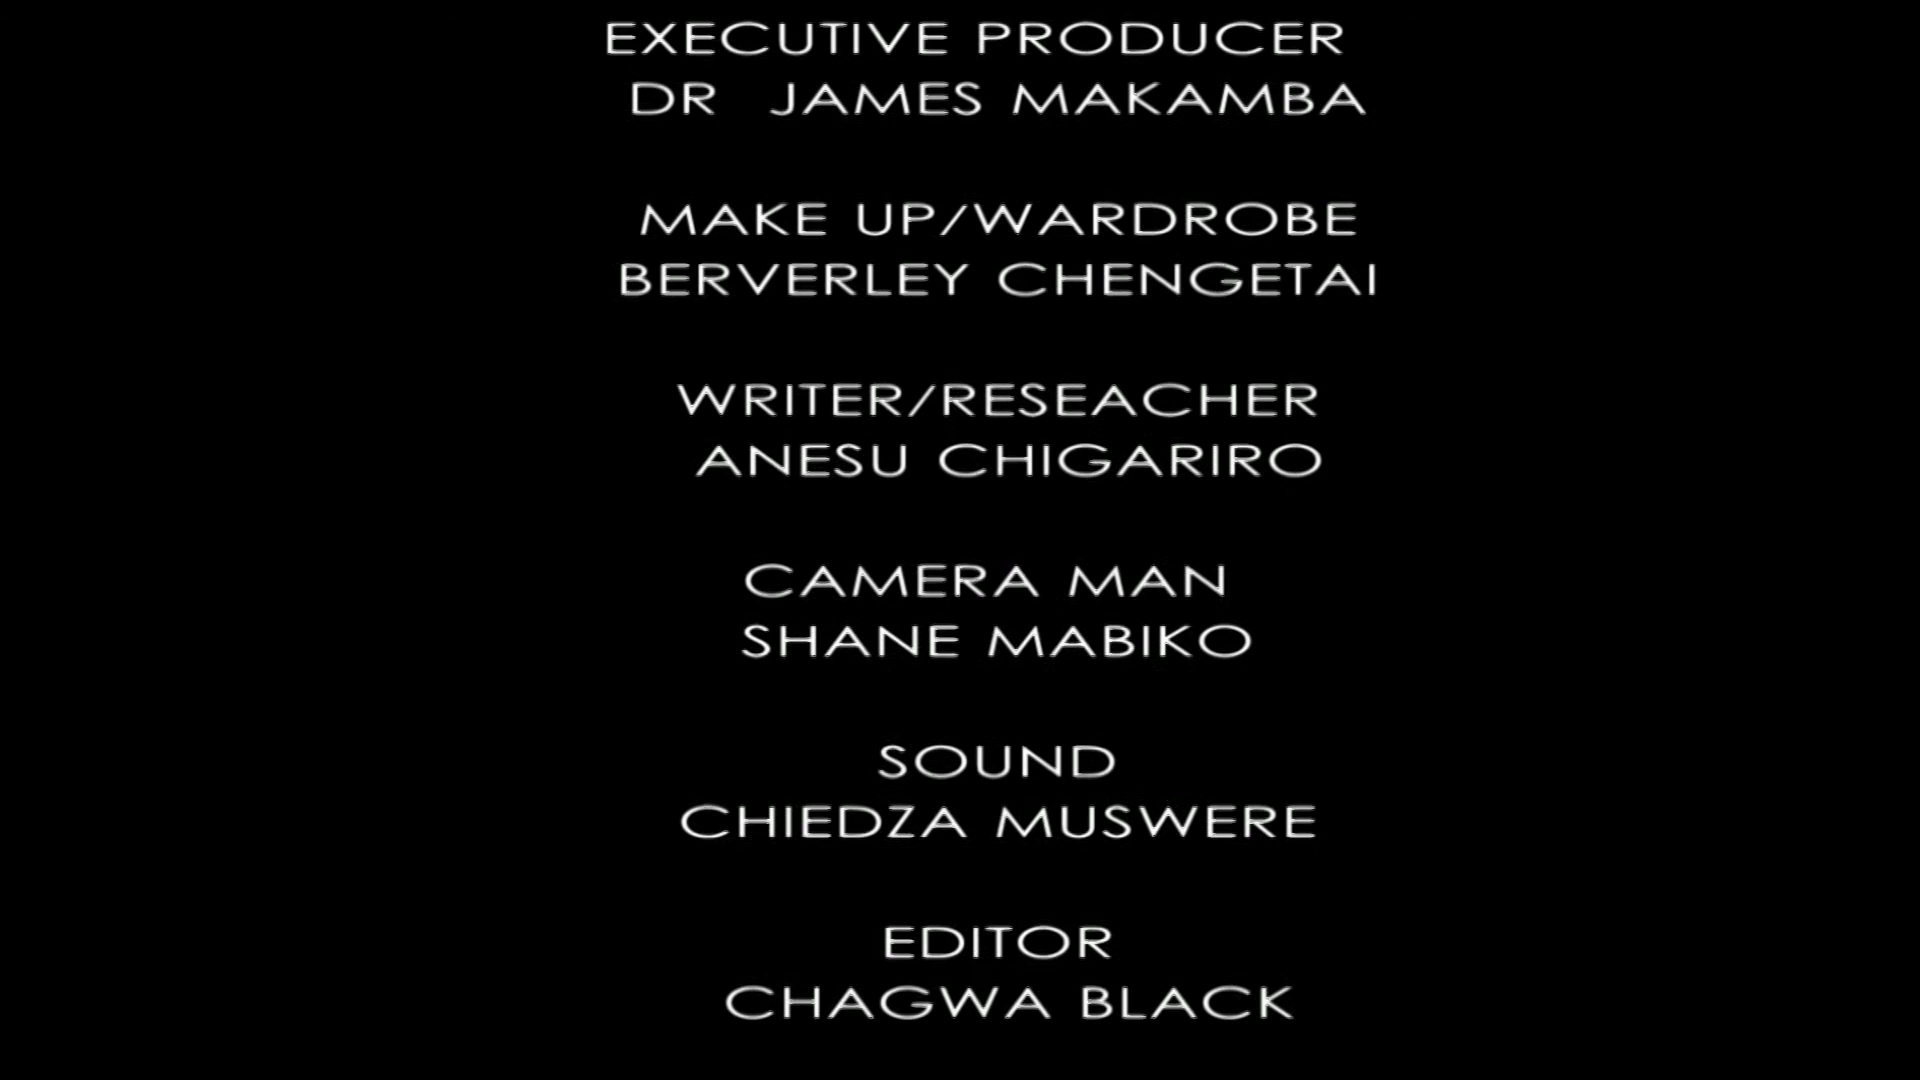 EXECUTIVE PRODUCER
DR JAMES MAKAMBA
MAKE UP/WARDROBE
BERVERLEY CHENGETAI
WRITER/RESEACHER
ANESU CHIGARIRO
CAMERA MAN
SHANE MABIKO
SOUND
CHIEDZA MUSWERE
EDITOR
CHAGWA BLACK